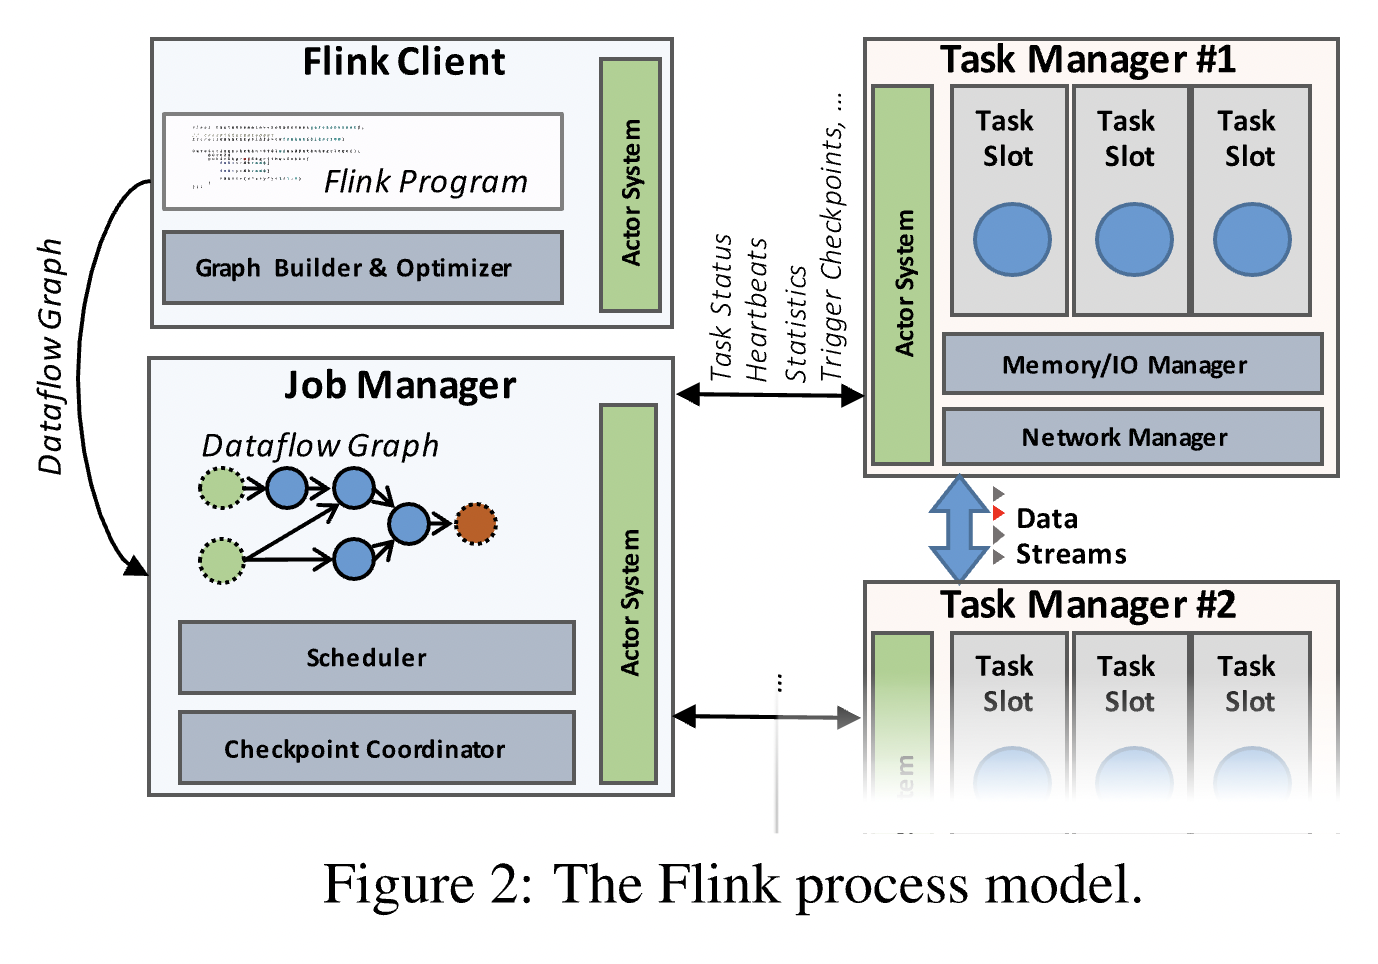 Flink Client
Flink Program
Graph Builder & Optimizer
Actor System
Dataflow Graph
Job Manager
Dataflow Graph
Scheduler
Checkpoint Coordinator
Actor System
Task Status
Heartbeats
Statistics
Trigger Checkpoints, ...
...
Task Manager #1
Actor System
Task
Slot
Task
Slot
Task
Slot
Memory/IO Manager
Network Manager
Data
Streams
Task Manager #2
Task
Slot
Task
Slot
Task
Slot
Figure 2: The Flink process model.